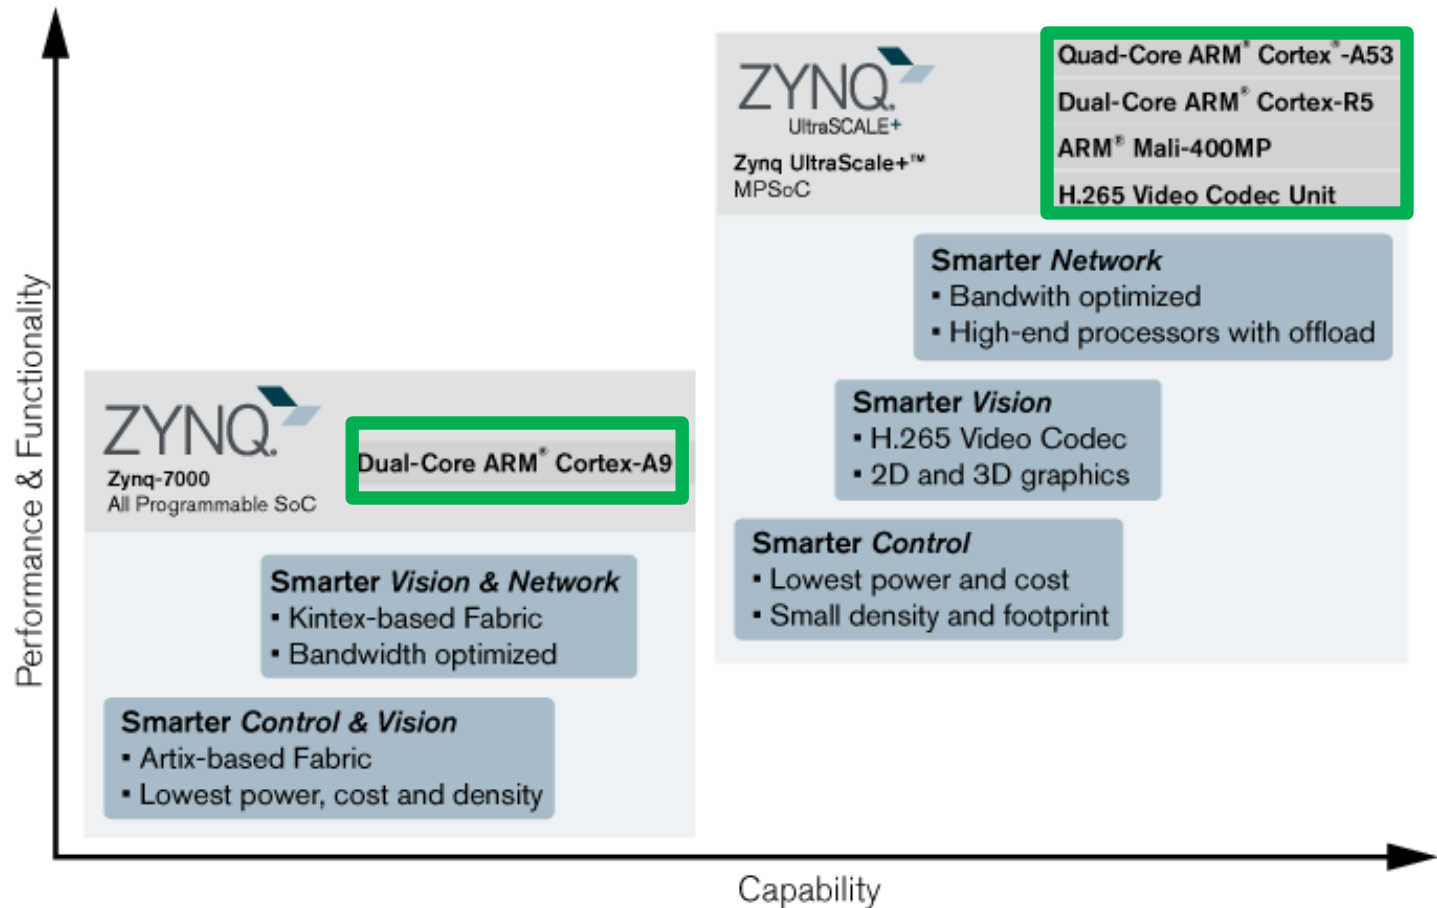 Performance & Functionality
ZYNQ.
UltraSCALE+
Zynq UltraScale+™
MPSoC
Quad-Core ARM® Cortex®-A53
Dual-Core ARM® Cortex-R5
ARM® Mali-400MP
H.265 Video Codec Unit
Smarter Network
▪ Bandwith optimized
▪ High-end processors with offload
Smarter Vision
▪ H.265 Video Codec
▪ 2D and 3D graphics
Smarter Control
▪ Lowest power and cost
▪ Small density and footprint
ZYNQ.
Zynq-7000
All Programmable SoC
Dual-Core ARM® Cortex-A9
Smarter Vision & Network
▪ Kintex-based Fabric
▪ Bandwidth optimized
Smarter Control & Vision
▪ Artix-based Fabric
▪ Lowest power, cost and density
Capability